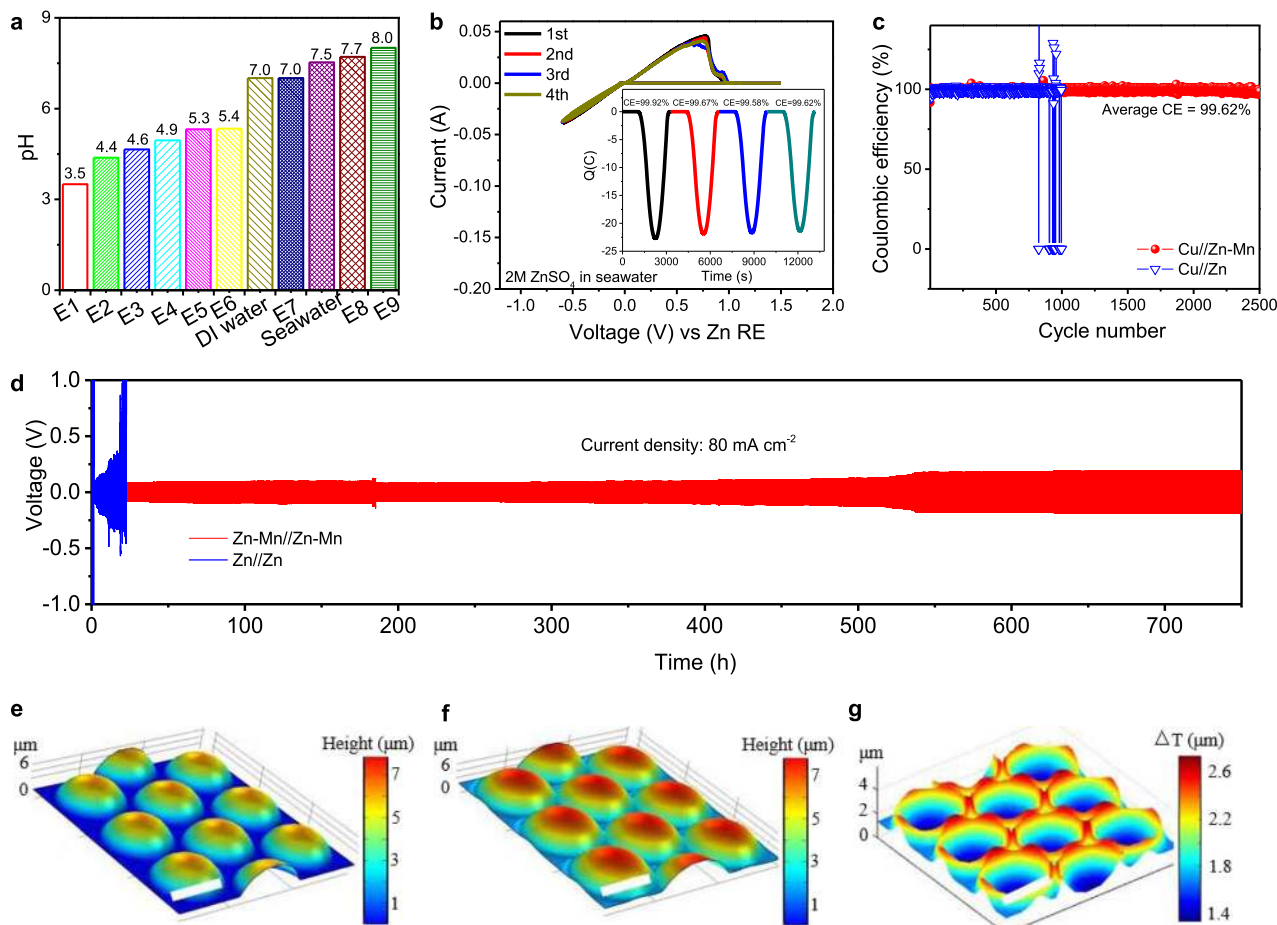 a
pH
9
6
3
0
3.5
4.4
4.6
4.9
5.3
5.4
7.0
7.0
7.5
7.7
8.0
E1
E2
E3
E4
E5
E6
DI water
E7
Seawater
E8
E9
b
Current (A)
0.05
0.00
-0.05
-0.10
-0.15
-0.20
1st
2nd
3rd
4th
CE=99.92%
CE=99.67%
CE=99.58%
CE=99.62%
Q(C)
0
-5
-10
-15
-20
-25
0
3000
6000
9000
12000
Time (s)
2M ZnSO4 in seawater
-1.0
-0.5
0.0
0.5
1.0
1.5
2.0
Voltage (V) vs Zn RE
c
Coulombic efficiency (%)
100
50
0
Average CE = 99.62%
Cu//Zn-Mn
Cu//Zn
500
1000
1500
2000
2500
Cycle number
d
Voltage (V)
1.0
0.5
0.0
-0.5
-1.0
Current density: 80 mA cm-2
Zn-Mn//Zn-Mn
Zn//Zn
0
100
200
300
400
500
600
700
Time (h)
e
μm
6
0
Height (μm)
7
5
3
1
f
μm
6
0
Height (μm)
7
5
3
1
g
μm
4
2
0
△T (μm)
2.6
2.2
1.8
1.4